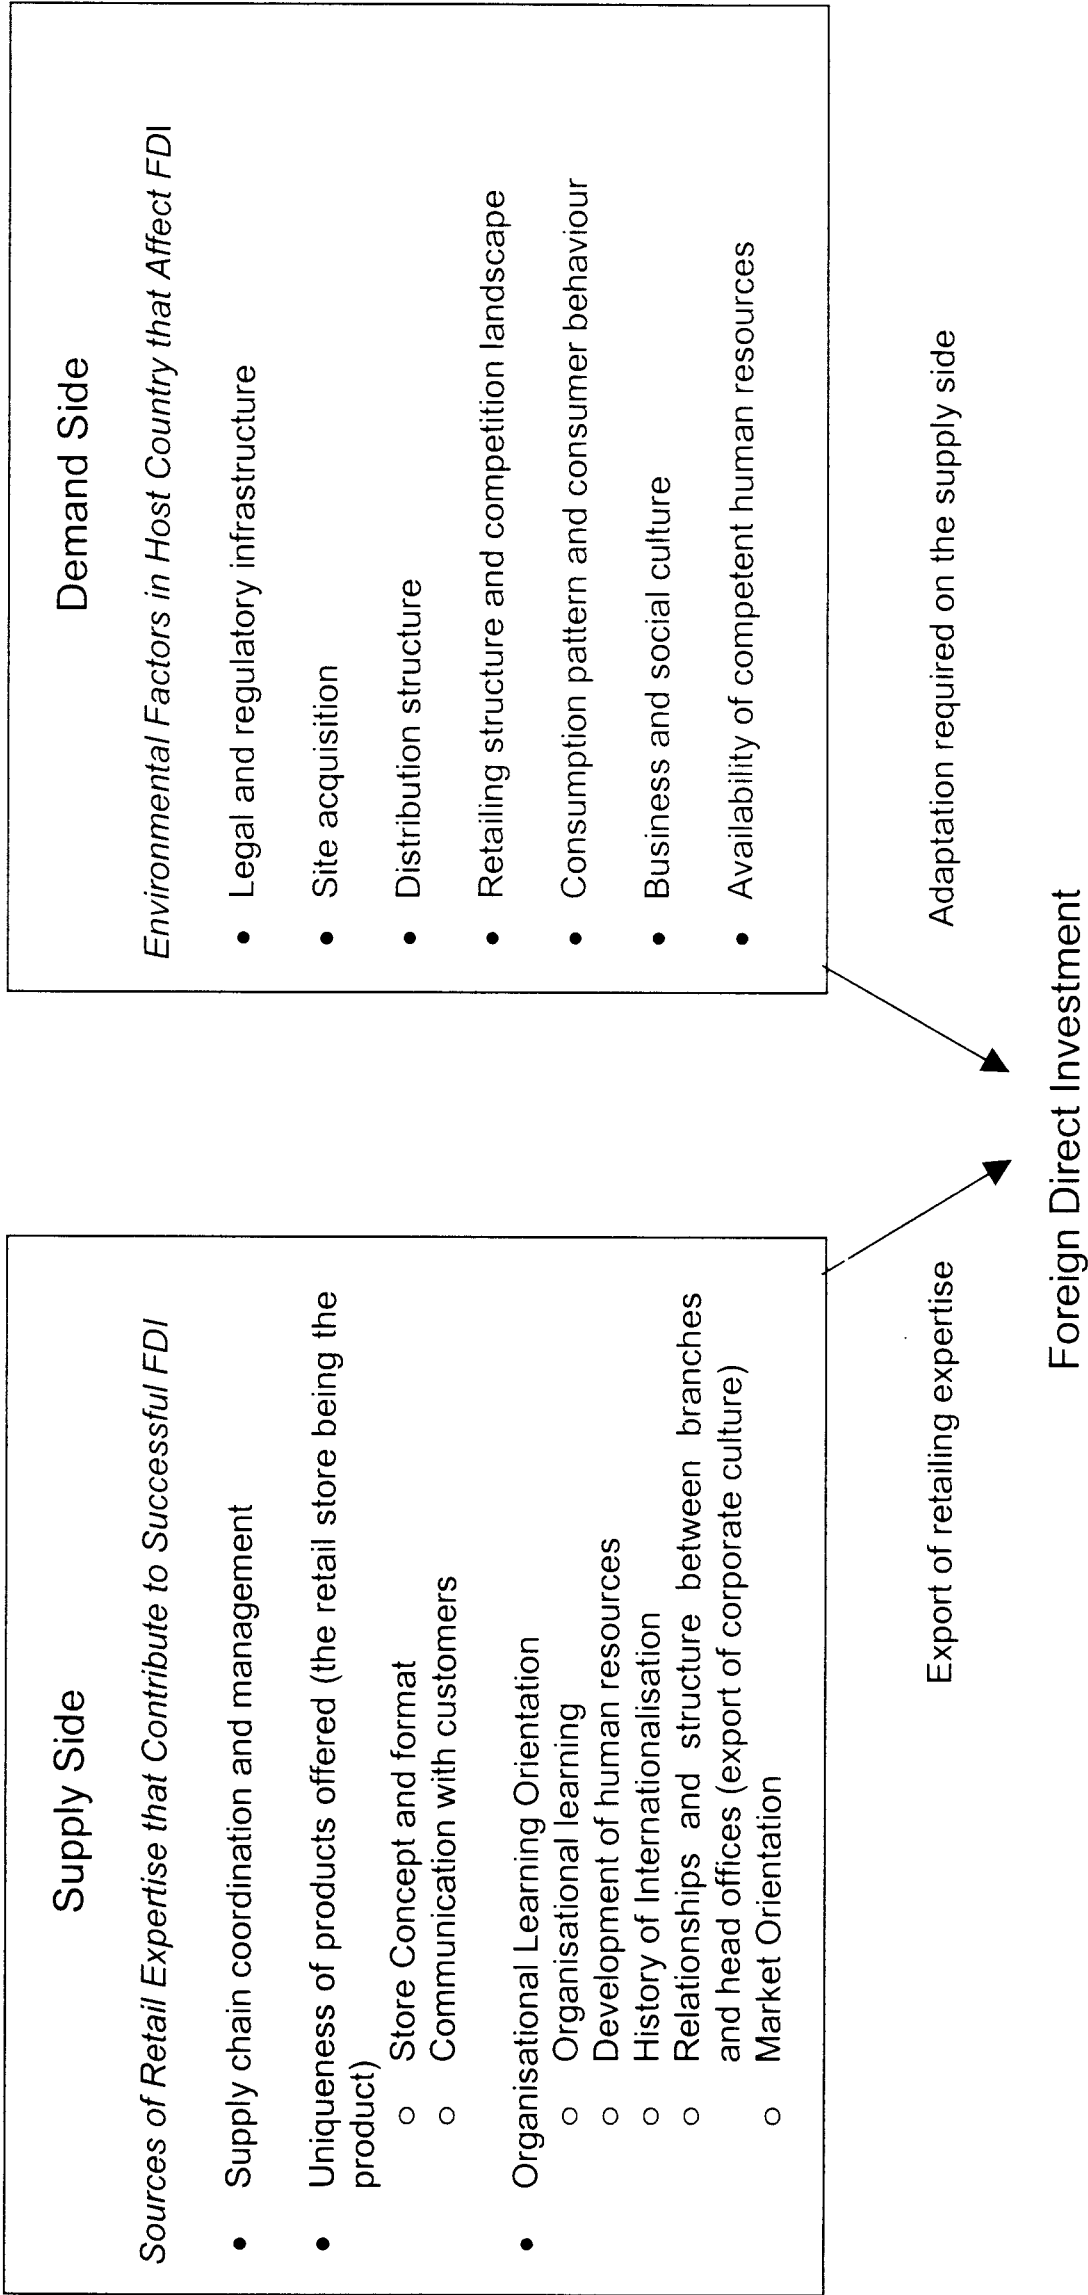 Supply Side
Sources of Retail Expertise that Contribute to Successful FDI
• Supply chain coordination and management
• Uniqueness of products offered (the retail store being the
product)
○ Store Concept and format
○ Communication with customers
• Organisational Learning Orientation
○ Organisational learning
○ Development of human resources
○ History of Internationalisation
○ Relationships and structure between branches
and head offices (export of corporate culture)
○ Market Orientation
Demand Side
Environmental Factors in Host Country that Affect FDI
• Legal and regulatory infrastructure
• Site acquisition
• Distribution structure
• Retailing structure and competition landscape
• Consumption pattern and consumer behaviour
• Business and social culture
• Availability of competent human resources
Export of retailing expertise
Adaptation required on the supply side
Foreign Direct Investment